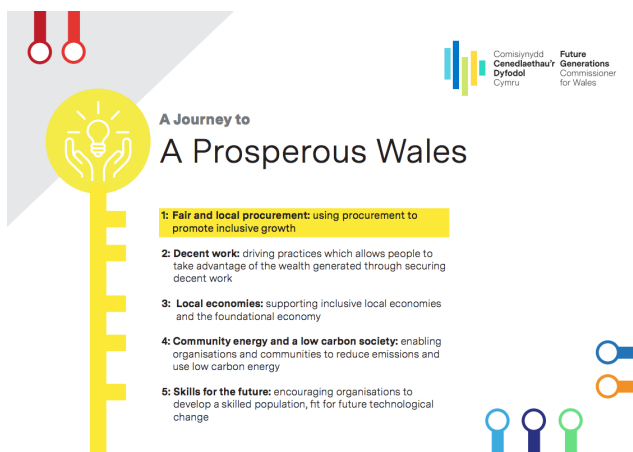 Comisiynydd
Cenedlaethau'r
Dyfodol
Cymru
Future
Generations
Commissioner
for Wales
A Journey to
A Prosperous Wales
1: Fair and local procurement: using procurement to
promote inclusive growth
2: Decent work: driving practices which allows people to
take advantage of the wealth generated through securing
decent work
3: Local economies: supporting inclusive local economies
and the foundational economy
4: Community energy and a low carbon society: enabling
organisations and communities to reduce emissions and
use low carbon energy
5: Skills for the future: encouraging organisations to
develop a skilled population, fit for future technological
change